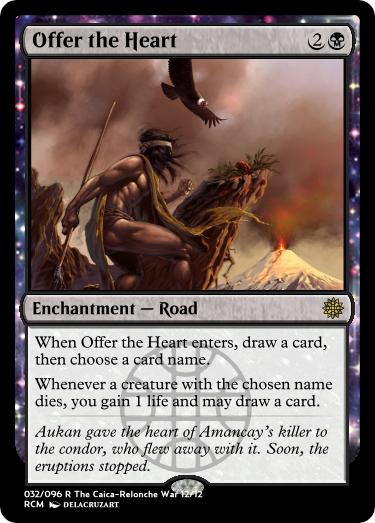 Offer the Heart 2
Enchantment — Road
When Offer the Heart enters, draw a card,
then choose a card name.
Whenever a creature with the chosen name
dies, you gain 1 life and may draw a card.
Aukan gave the heart of Amancay's killer to
the condor, who flew away with it. Soon, the
eruptions stopped.
032/096 R The Caica-Relonche War 12/12
RCM DELACRUZART